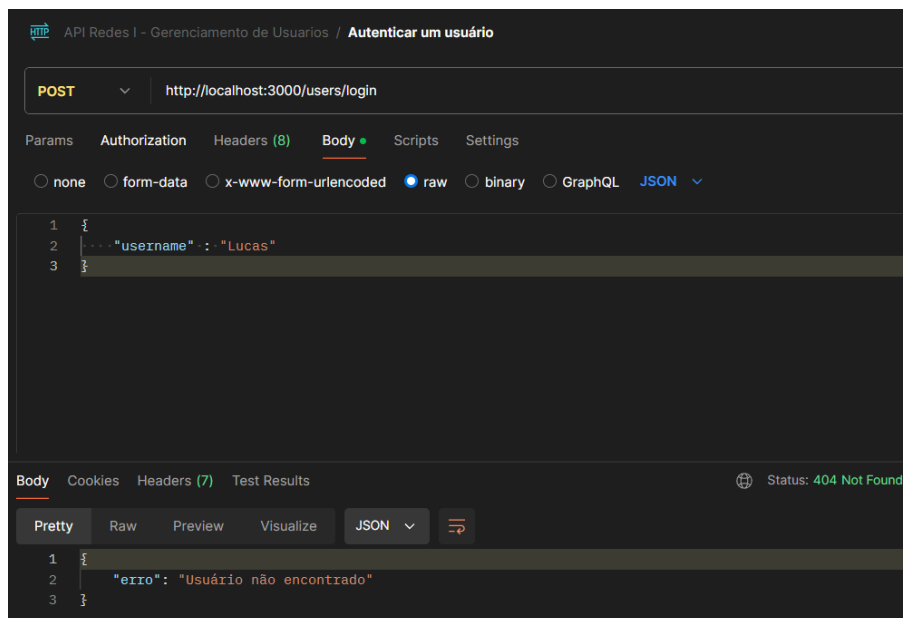 HTTP API Redes I - Gerenciamento de Usuarios / Autenticar um usuário
POST http://localhost:3000/users/login
Params Authorization Headers (8) Body Scripts Settings
none form-data x-www-form-urlencoded raw binary GraphQL JSON
1 {
2 "username" : "Lucas"
3 }
Body Cookies Headers (7) Test Results Status: 404 Not Found
Pretty Raw Preview Visualize JSON
1 {
2 "erro": "Usuário não encontrado"
3 }